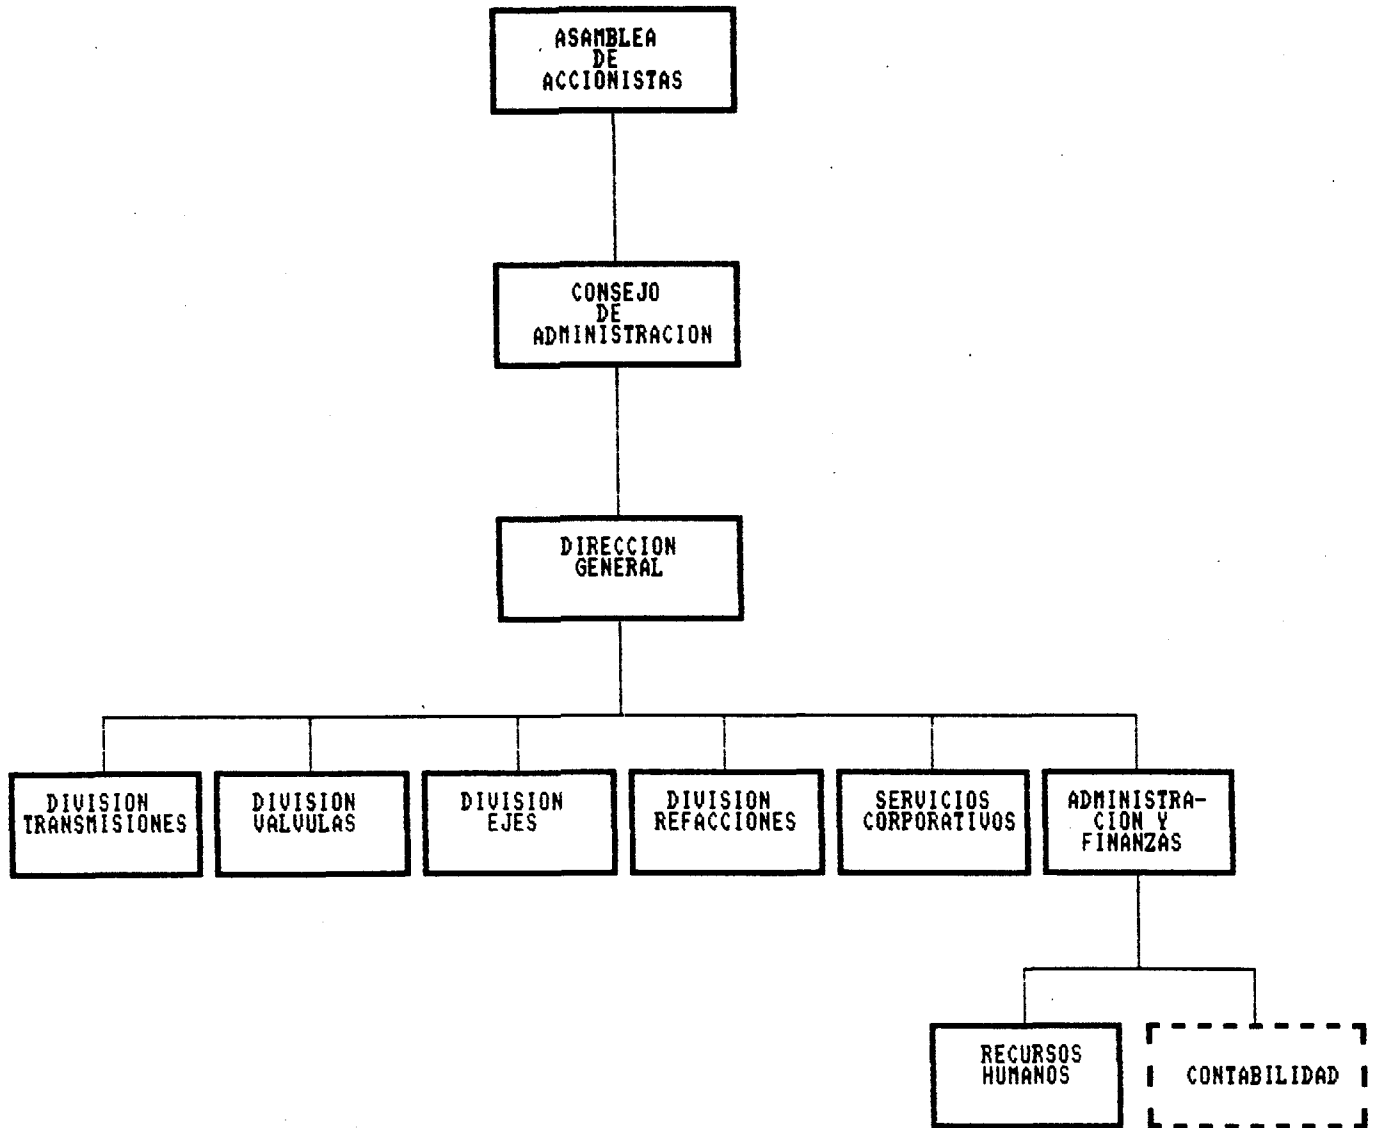 ASAMBLEA
DE
ACCIONISTAS
CONSEJO
DE
ADMINISTRACION
DIRECCION
GENERAL
DIVISION
TRANSMISIONES
DIVISION
VALVULAS
DIVISION
EJES
DIVISION
REFACCIONES
SERVICIOS
CORPORATIVOS
ADMINISTRA-
CION Y
FINANZAS
RECURSOS
HUMANOS
CONTABILIDAD